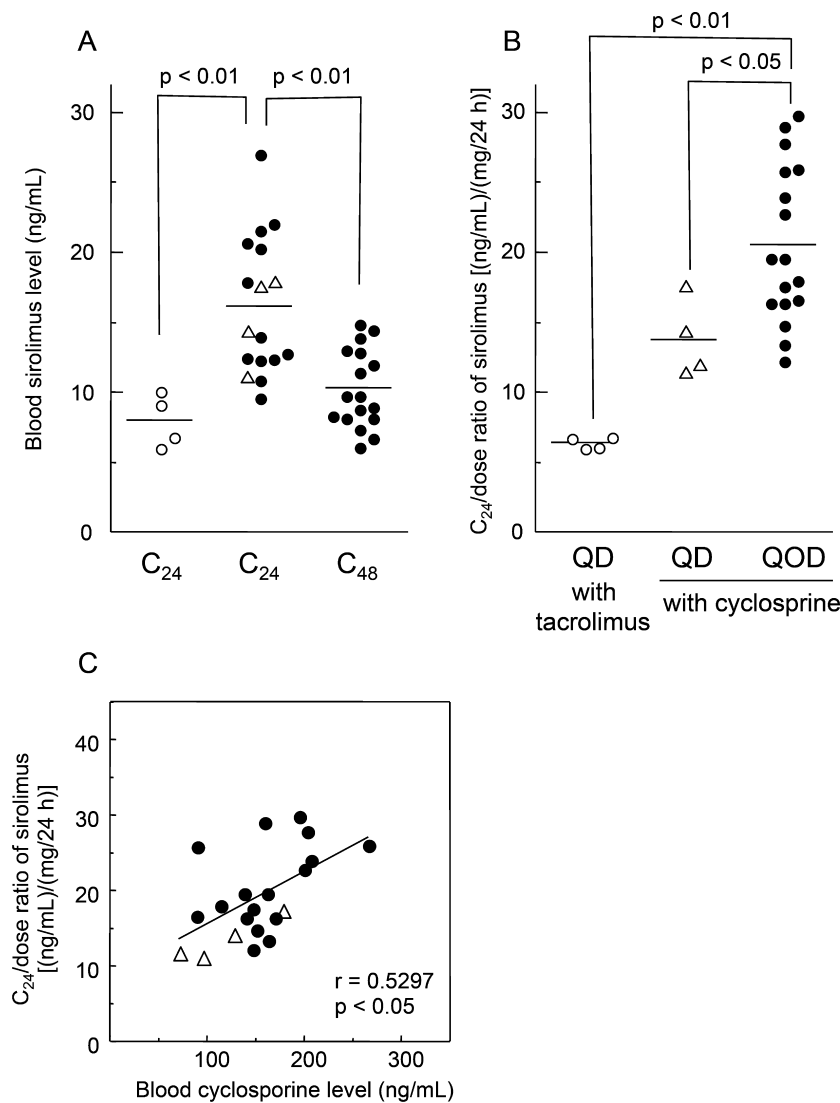 A
p < 0.01
p < 0.01
Blood sirolimus level (ng/mL)
30
20
10
0
C24
C24
C48
B
p < 0.01
p < 0.05
C24/dose ratio of sirolimus [(ng/mL)/(mg/24 h)]
30
20
10
0
QD
QD
QOD
with
tacrolimus
with cyclosprine
C
C24/dose ratio of sirolimus
[(ng/mL)/(mg/24 h)]
40
30
20
10
0
r = 0.5297
p < 0.05
100
200
300
Blood cyclosporine level (ng/mL)